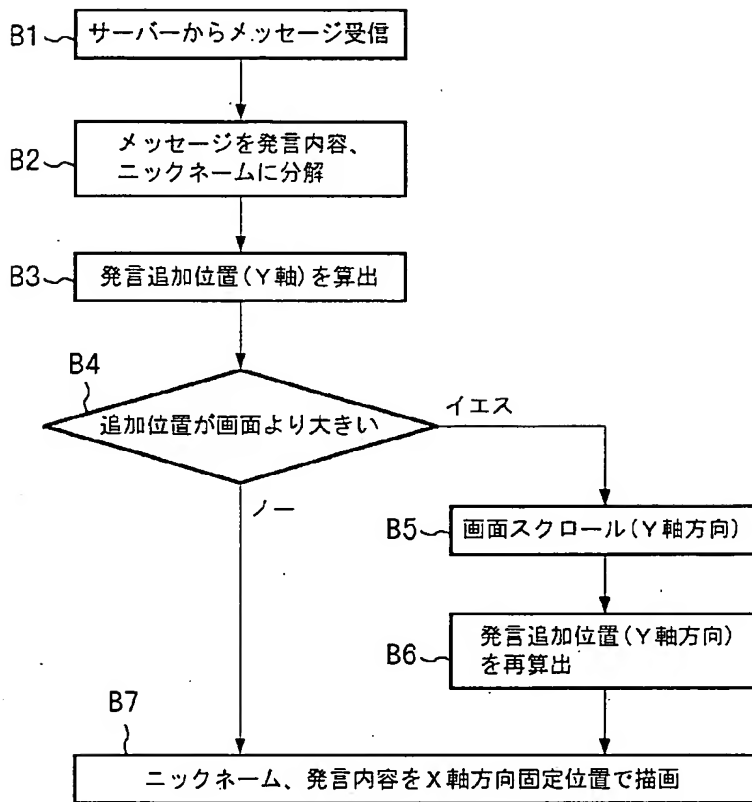 B1
サーバーからメッセージ受信
B2
メッセージを発言内容、
ニックネームに分解
B3
発言追加位置(Y軸)を算出
B4
追加位置が画面より大きい
イエス
ノー
B5
画面スクロール(Y軸方向)
B6
発言追加位置(Y軸方向)
を再算出
B7
ニックネーム、発言内容をX軸方向固定位置で描画